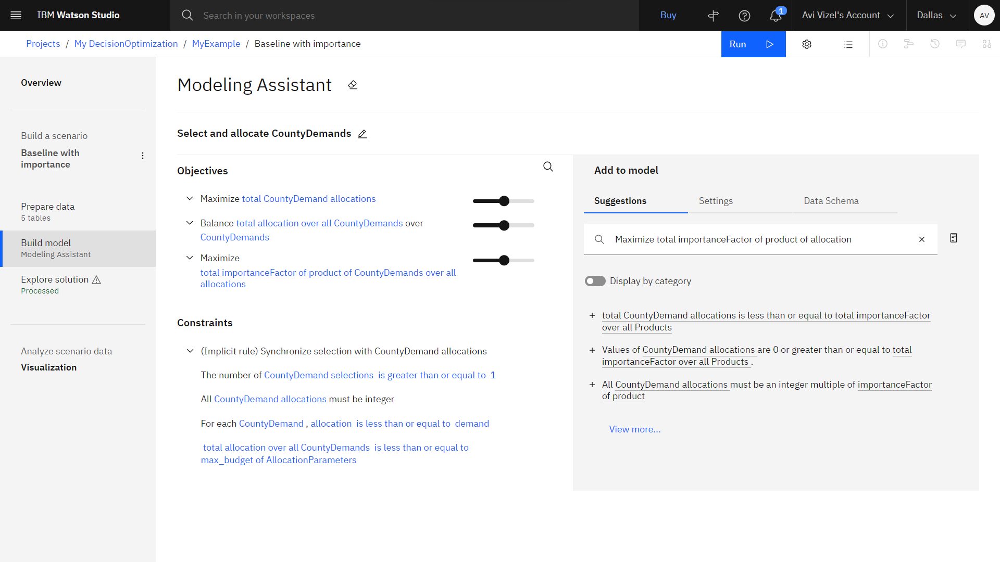 IBM Watson Studio
Search in your workspaces
Buy
1
Avi Vizel's Account
Dallas
AV
Projects / My DecisionOptimization / MyExample / Baseline with importance
Run
Overview
Build a scenario
Baseline with
importance
Prepare data
5 tables
Build model
Modeling Assistant
Explore solution
Processed
Analyze scenario data
Visualization
Modeling Assistant
Select and allocate CountyDemands
Objectives
Maximize total CountyDemand allocations
Balance total allocation over all CountyDemands over
CountyDemands
Maximize
total importanceFactor of product of CountyDemands over all
allocations
Constraints
(Implicit rule) Synchronize selection with CountyDemand allocations
The number of CountyDemand selections is greater than or equal to 1
All CountyDemand allocations must be integer
For each CountyDemand , allocation is less than or equal to demand
total allocation over all CountyDemands is less than or equal to
max_budget of AllocationParameters
Add to model
Suggestions
Settings
Data Schema
Maximize total importanceFactor of product of allocation
Display by category
+ total CountyDemand allocations is less than or equal to total importanceFactor
over all Products
+ Values of CountyDemand allocations are 0 or greater than or equal to total
importanceFactor over all Products .
+ All CountyDemand allocations must be an integer multiple of importanceFactor
of product
View more...